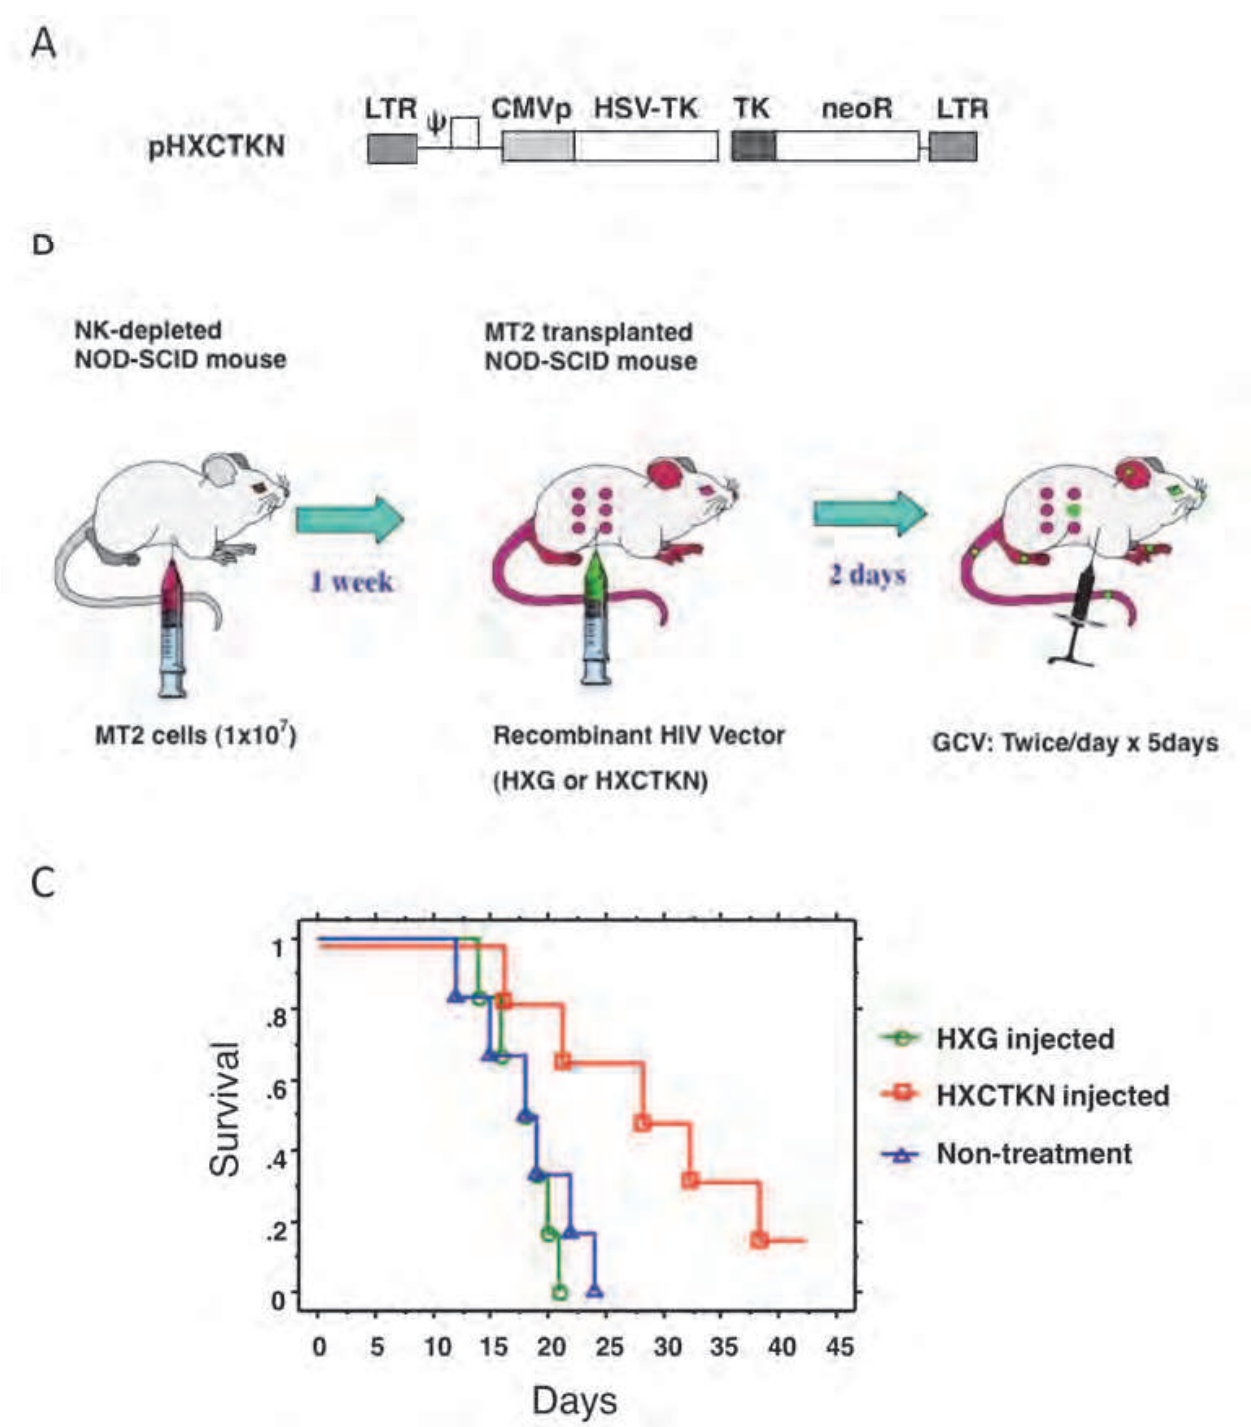 A
LTR ψ CMVp HSV-TK TK neoR LTR
pHXCTKN
D
NK-depleted
NOD-SCID mouse
MT2 transplanted
NOD-SCID mouse
1 week
2 days
MT2 cells (1x10⁷)
Recombinant HIV Vector
(HXG or HXCTKN)
GCV: Twice/day x 5days
C
1
.8
.6
.4
.2
0
Survival
0 5 10 15 20 25 30 35 40 45
Days
HXG injected
HXCTKN injected
Non-treatment